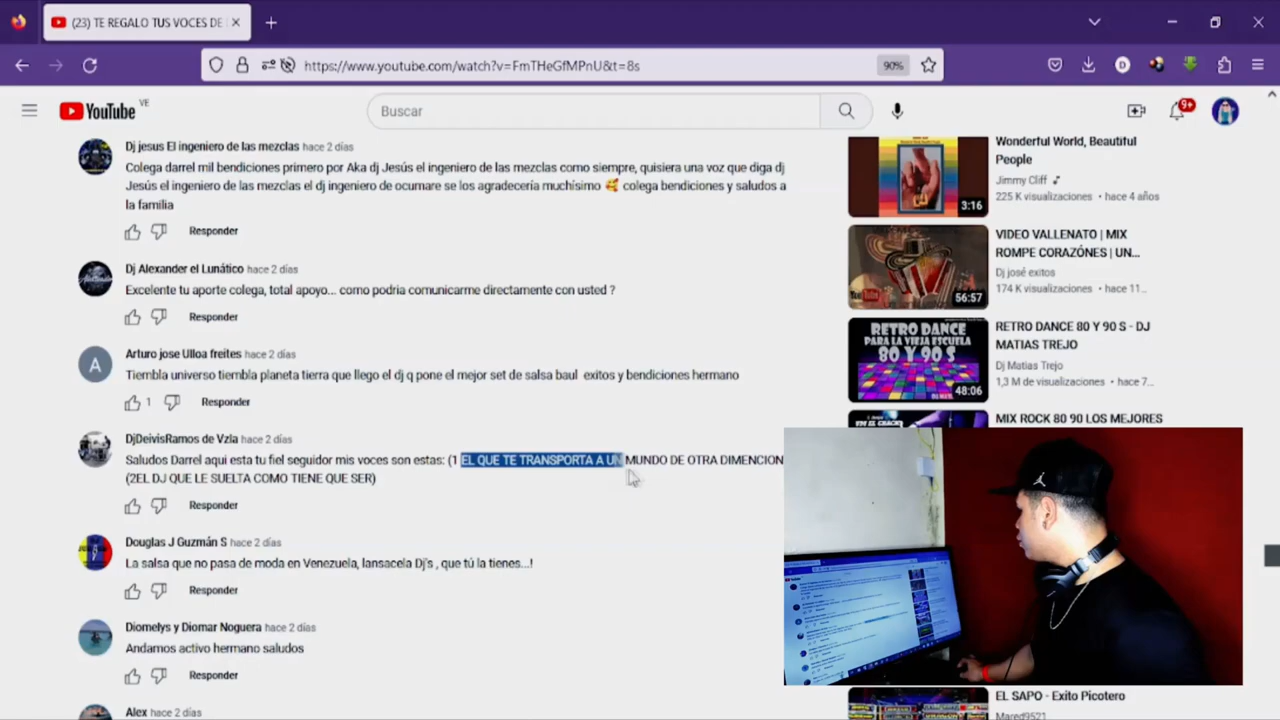 (23) TE REGALO TUS VOCES DE
https://www.youtube.com/watch?v=FmTHeGfMPnU&t=8s
90%
YouTube VE
Buscar
9+
Dj jesus El ingeniero de las mezclas hace 2 días
Colega darrel mil bendiciones primero por Aka dj Jesús el ingeniero de las mezclas como siempre, quisiera una voz que diga dj
Jesús el ingeniero de las mezclas el dj ingeniero de ocumare se los agradecería muchísimo 🥰 colega bendiciones y saludos a
la familia
Responder
Dj Alexander el Lunático hace 2 días
Excelente tu aporte colega, total apoyo... como podria comunicarme directamente con usted ?
Responder
A
Arturo jose Ulloa freites hace 2 días
Tiembla universo tiembla planeta tierra que llego el dj q pone el mejor set de salsa baul exitos y bendiciones hermano
1 Responder
DjDeivisRamos de Vzla hace 2 días
Saludos Darrel aqui esta tu fiel seguidor mis voces son estas: (1 EL QUE TE TRANSPORTA A UN MUNDO DE OTRA DIMENCION
(2EL DJ QUE LE SUELTA COMO TIENE QUE SER)
Responder
Douglas J Guzmán S hace 2 días
La salsa que no pasa de moda en Venezuela, lansacela Dj's , que tú la tienes...!
Responder
Diomelys y Diomar Noguera hace 2 días
Andamos activo hermano saludos
Responder
Alex hace 2 días
Wonderful World, Beautiful
People
Jimmy Cliff
225 K visualizaciones • hace 4 años
3:16
VIDEO VALLENATO | MIX
ROMPE CORAZÓNES | UN...
Dj josé exitos
174 K visualizaciones • hace 11...
56:57
RETRO DANCE
PARA LA VIEJA ESCUELA
80 Y 90 S
48:06
RETRO DANCE 80 Y 90 S - DJ
MATIAS TREJO
Dj Matias Trejo
1,3 M de visualizaciones • hace 7...
MIX ROCK 80 90 LOS MEJORES
EL SAPO - Exito Picotero
Mared9521